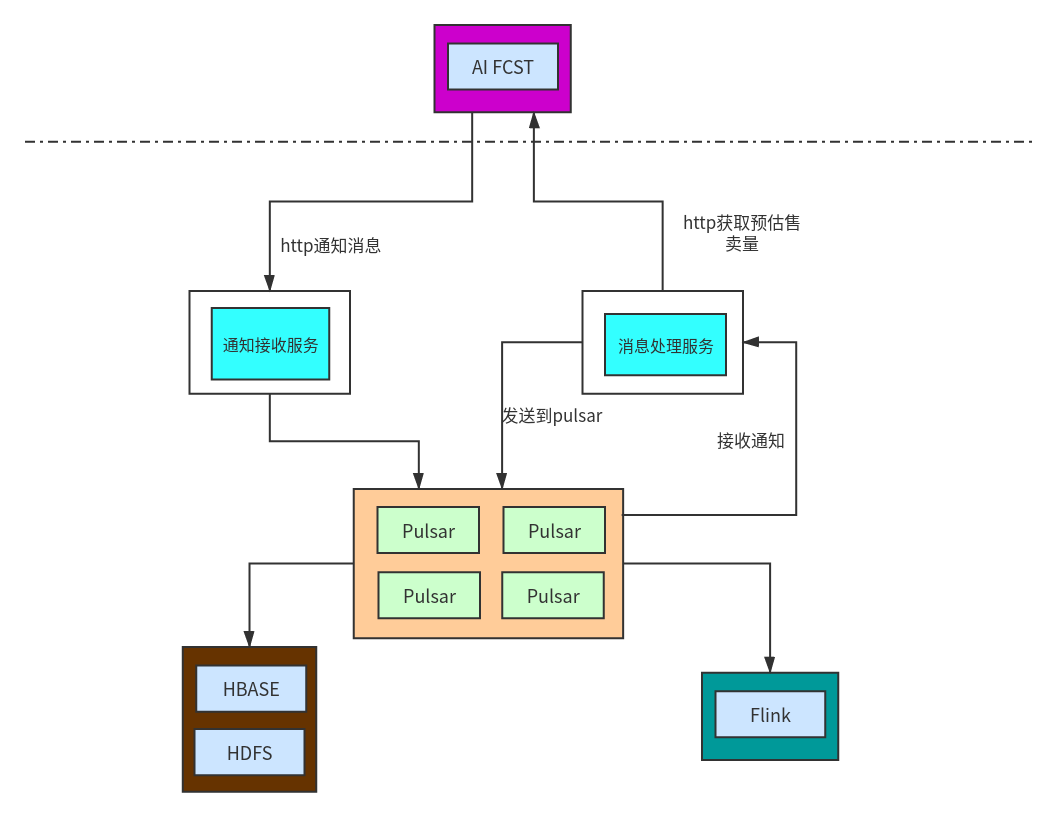 AI FCST
http获取预估售
卖量
http通知消息
通知接收服务
消息处理服务
发送到pulsar
接收通知
Pulsar
Pulsar
Pulsar
Pulsar
HBASE
Flink
HDFS